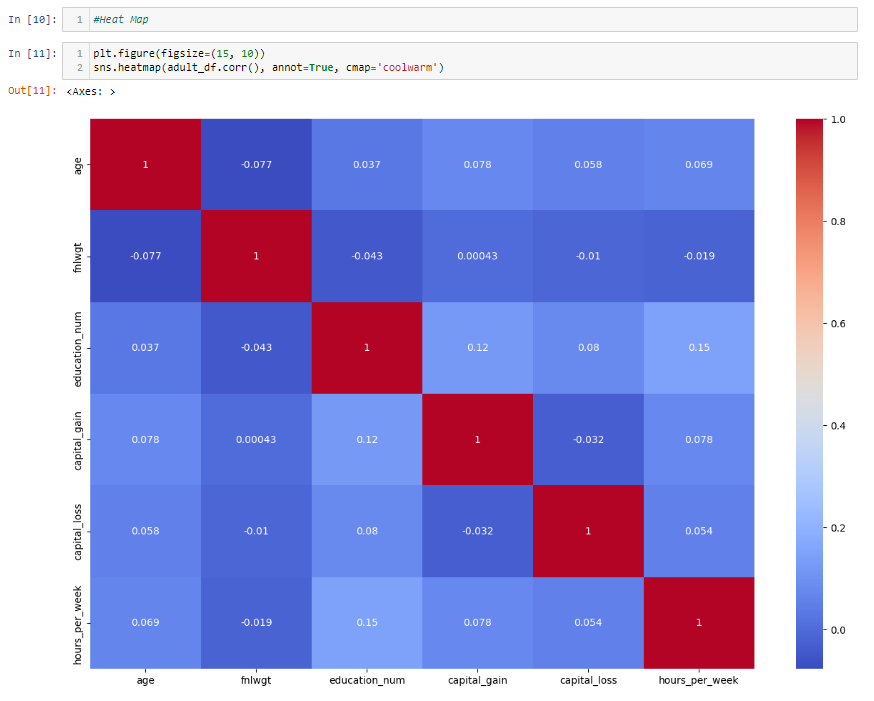 In [10]: 1 #Heat Map
In [11]: 1 plt.figure(figsize=(15, 10))
2 sns.heatmap(adult_df.corr(), annot=True, cmap='coolwarm')
Out[11]: <Axes: >
age 1 -0.077 0.037 0.078 0.058 0.069
fnlwgt -0.077 1 -0.043 0.00043 -0.01 -0.019
education_num 0.037 -0.043 1 0.12 0.08 0.15
capital_gain 0.078 0.00043 0.12 1 -0.032 0.078
capital_loss 0.058 -0.01 0.08 -0.032 1 0.054
hours_per_week 0.069 -0.019 0.15 0.078 0.054 1
age fnlwgt education_num capital_gain capital_loss hours_per_week
1.0
0.8
0.6
0.4
0.2
0.0